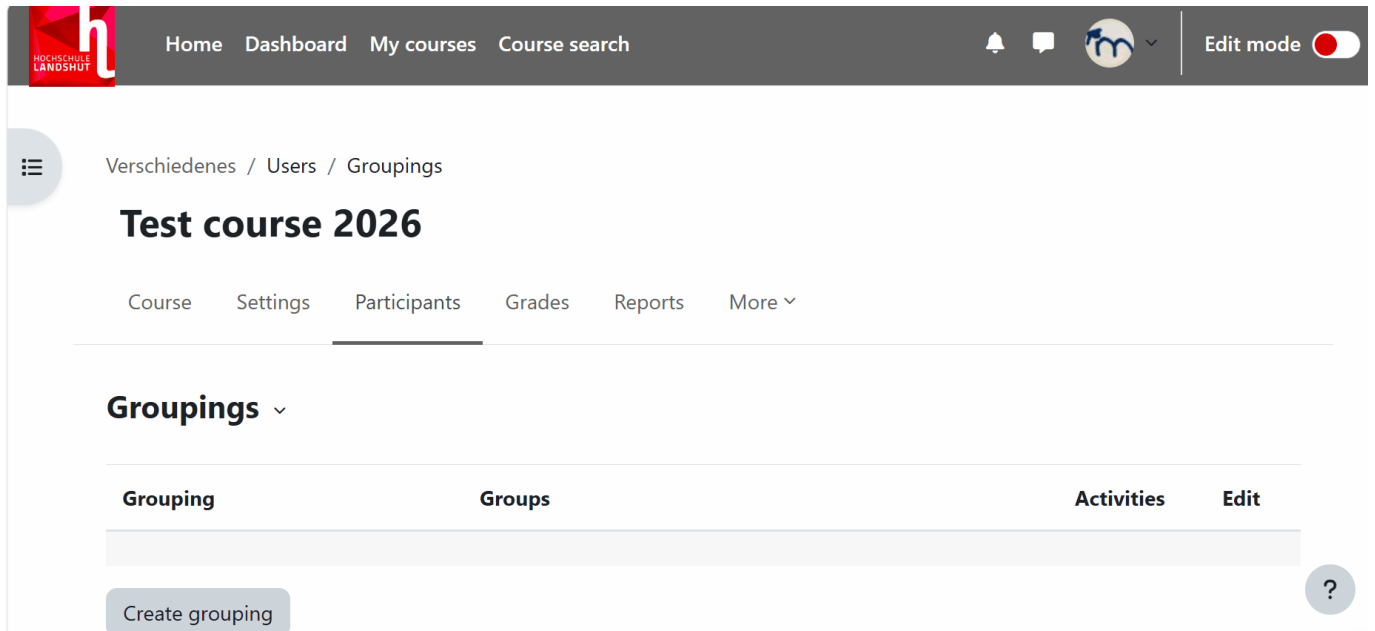 HOCHSCHULE
LANDSHUT
Home Dashboard My courses Course search Edit mode
Verschiedenes / Users / Groupings
Test course 2026
Course Settings Participants Grades Reports More
Groupings
Grouping Groups Activities Edit
Create grouping
?